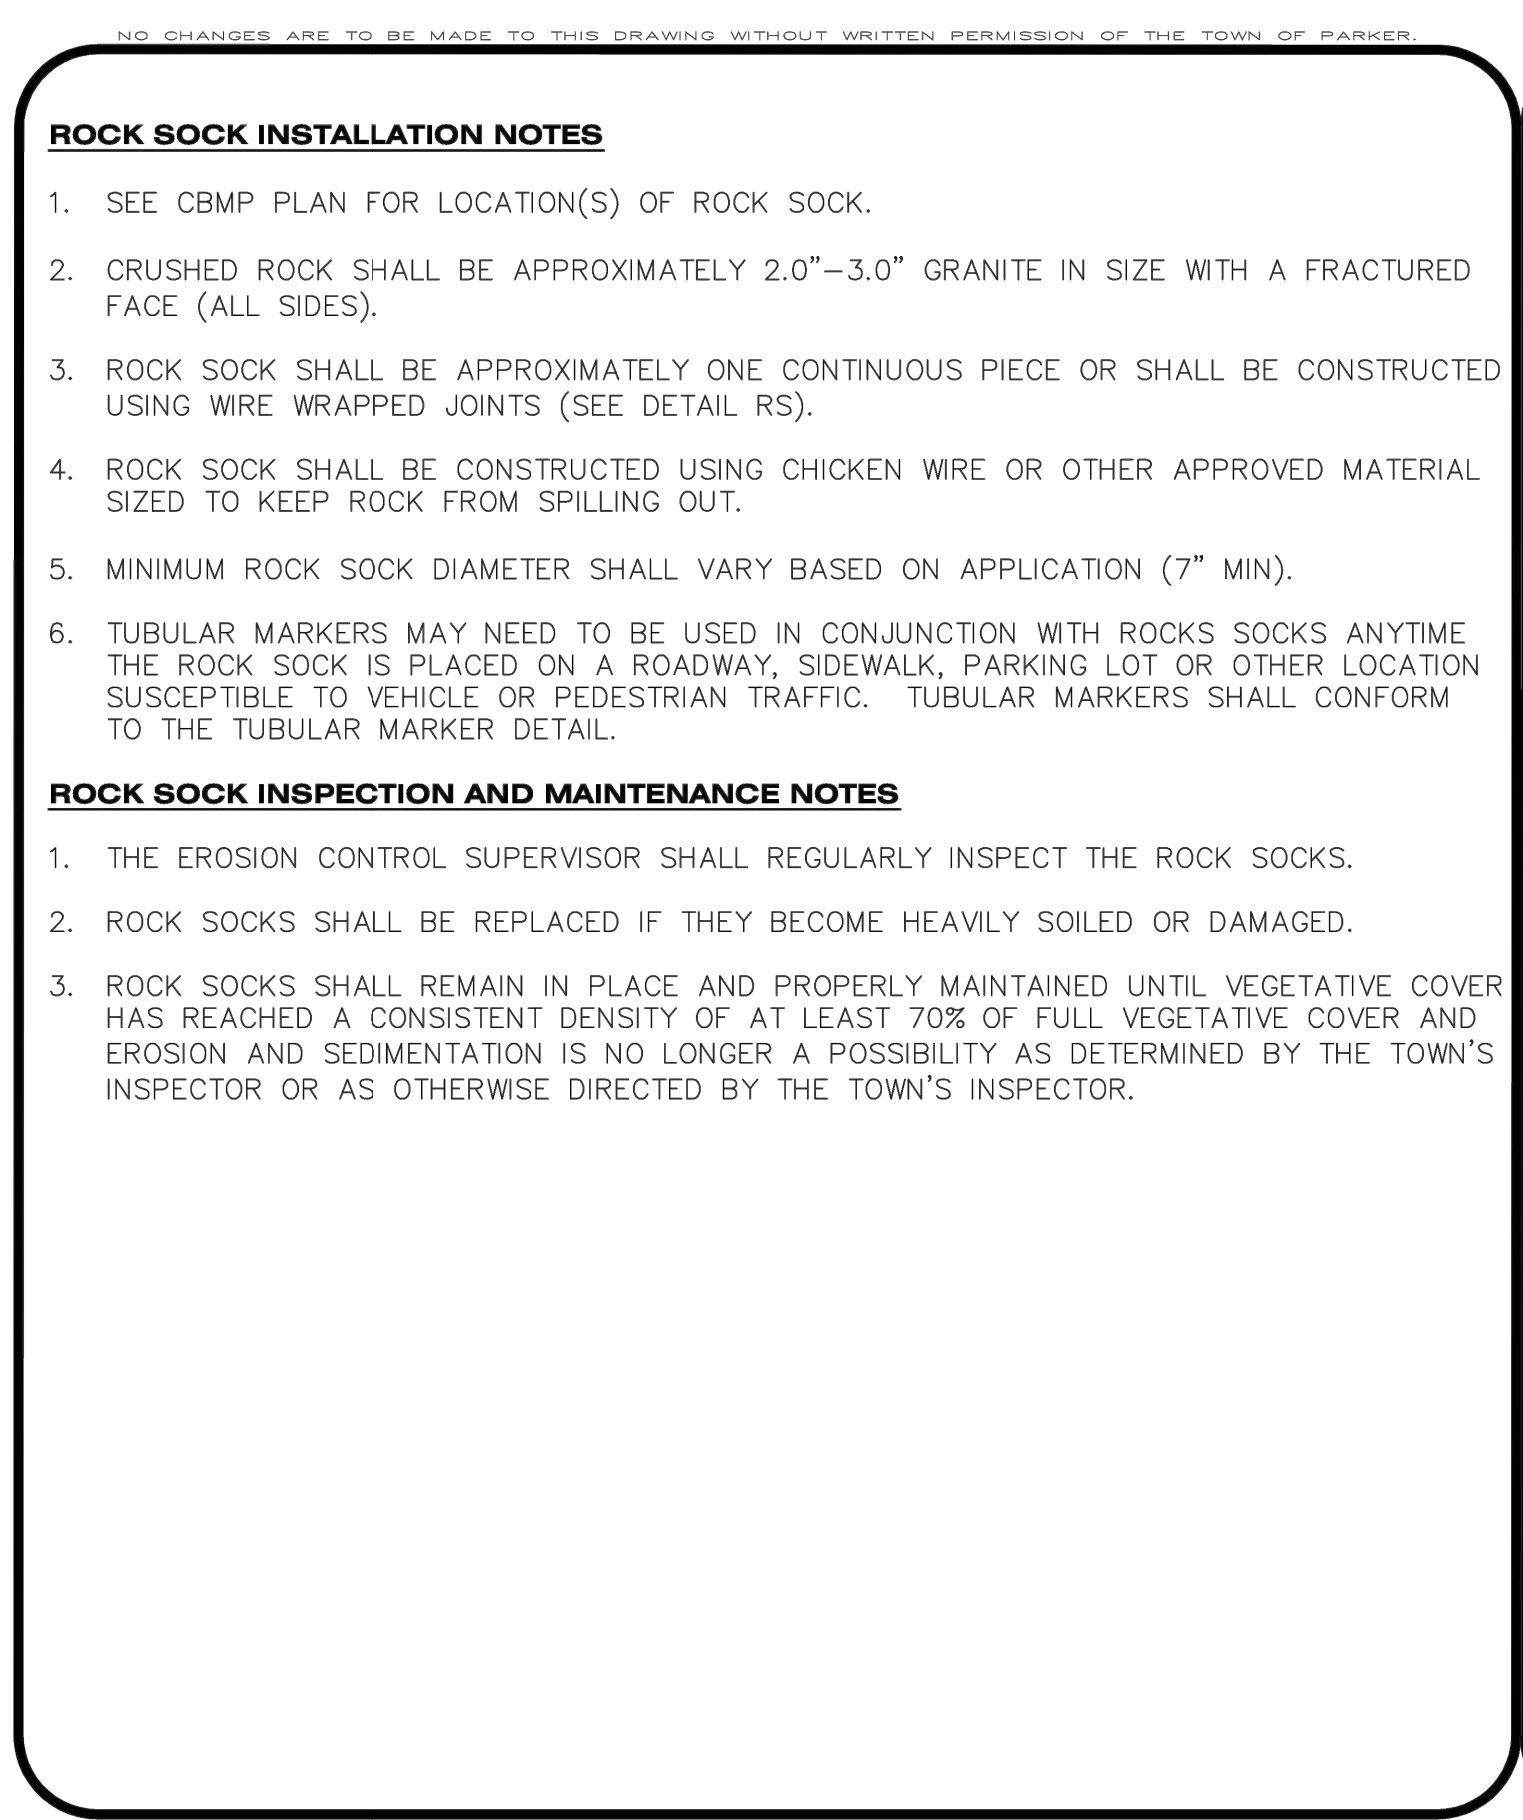 NO CHANGES ARE TO BE MADE TO THIS DRAWING WITHOUT WRITTEN PERMISSION OF THE TOWN OF PARKER.
ROCK SOCK INSTALLATION NOTES
1. SEE CBMP PLAN FOR LOCATION(S) OF ROCK SOCK.
2. CRUSHED ROCK SHALL BE APPROXIMATELY 2.0”–3.0” GRANITE IN SIZE WITH A FRACTURED
FACE (ALL SIDES).
3. ROCK SOCK SHALL BE APPROXIMATELY ONE CONTINUOUS PIECE OR SHALL BE CONSTRUCTED
USING WIRE WRAPPED JOINTS (SEE DETAIL RS).
4. ROCK SOCK SHALL BE CONSTRUCTED USING CHICKEN WIRE OR OTHER APPROVED MATERIAL
SIZED TO KEEP ROCK FROM SPILLING OUT.
5. MINIMUM ROCK SOCK DIAMETER SHALL VARY BASED ON APPLICATION (7” MIN).
6. TUBULAR MARKERS MAY NEED TO BE USED IN CONJUNCTION WITH ROCKS SOCKS ANYTIME
THE ROCK SOCK IS PLACED ON A ROADWAY, SIDEWALK, PARKING LOT OR OTHER LOCATION
SUSCEPTIBLE TO VEHICLE OR PEDESTRIAN TRAFFIC. TUBULAR MARKERS SHALL CONFORM
TO THE TUBULAR MARKER DETAIL.
ROCK SOCK INSPECTION AND MAINTENANCE NOTES
1. THE EROSION CONTROL SUPERVISOR SHALL REGULARLY INSPECT THE ROCK SOCKS.
2. ROCK SOCKS SHALL BE REPLACED IF THEY BECOME HEAVILY SOILED OR DAMAGED.
3. ROCK SOCKS SHALL REMAIN IN PLACE AND PROPERLY MAINTAINED UNTIL VEGETATIVE COVER
HAS REACHED A CONSISTENT DENSITY OF AT LEAST 70% OF FULL VEGETATIVE COVER AND
EROSION AND SEDIMENTATION IS NO LONGER A POSSIBILITY AS DETERMINED BY THE TOWN’S
INSPECTOR OR AS OTHERWISE DIRECTED BY THE TOWN’S INSPECTOR.